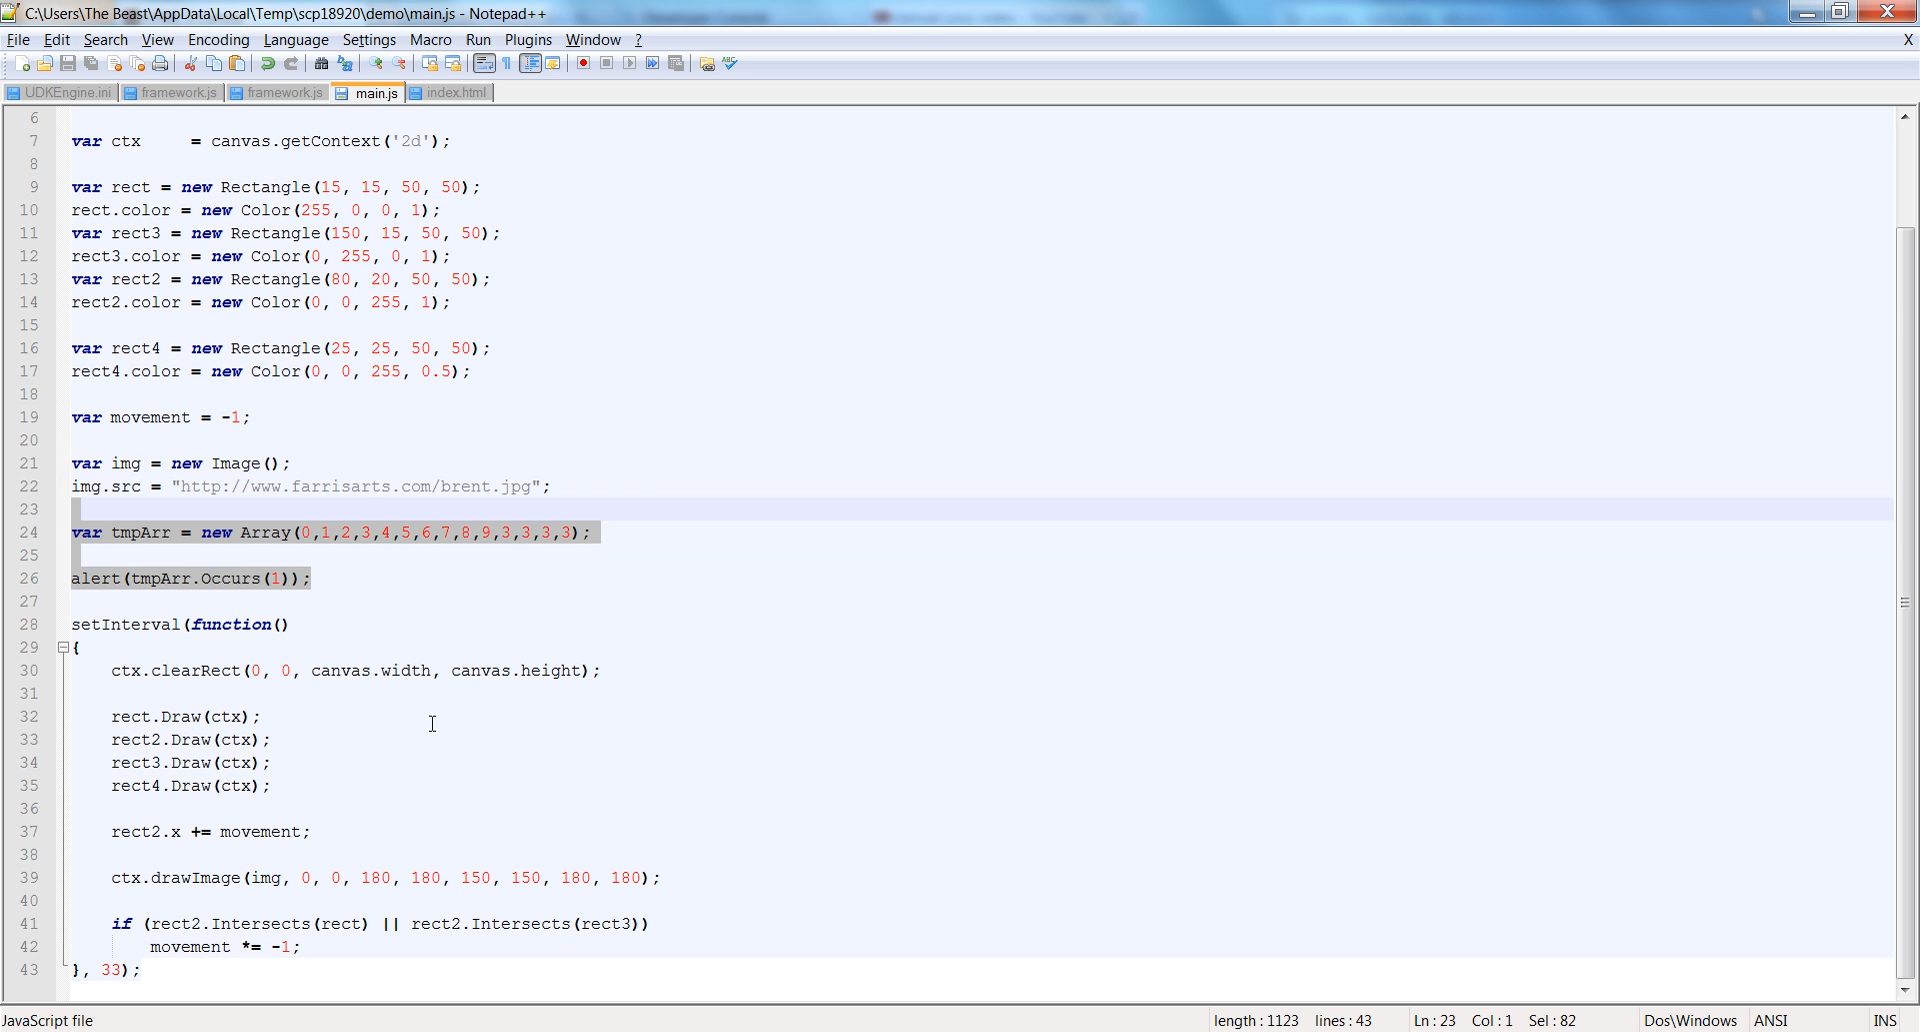 C:\Users\The Beast\AppData\Local\Temp\scp18920\demo\main.js - Notepad++
File Edit Search View Encoding Language Settings Macro Run Plugins Window ? X
UDKEngine.ini framework.js framework.js main.js index.html
6
7 var ctx     = canvas.getContext('2d');
8
9 var rect = new Rectangle(15, 15, 50, 50);
10 rect.color = new Color(255, 0, 0, 1);
11 var rect3 = new Rectangle(150, 15, 50, 50);
12 rect3.color = new Color(0, 255, 0, 1);
13 var rect2 = new Rectangle(80, 20, 50, 50);
14 rect2.color = new Color(0, 0, 255, 1);
15
16 var rect4 = new Rectangle(25, 25, 50, 50);
17 rect4.color = new Color(0, 0, 255, 0.5);
18
19 var movement = -1;
20
21 var img = new Image();
22 img.src = "http://www.farrisarts.com/brent.jpg";
23
24 var tmpArr = new Array(0,1,2,3,4,5,6,7,8,9,3,3,3,3);
25
26 alert(tmpArr.Occurs(1));
27
28 setInterval(function()
29 {
30     ctx.clearRect(0, 0, canvas.width, canvas.height);
31
32     rect.Draw(ctx);
33     rect2.Draw(ctx);
34     rect3.Draw(ctx);
35     rect4.Draw(ctx);
36
37     rect2.x += movement;
38
39     ctx.drawImage(img, 0, 0, 180, 180, 150, 150, 180, 180);
40
41     if (rect2.Intersects(rect) || rect2.Intersects(rect3))
42         movement *= -1;
43 }, 33);
JavaScript file length : 1123 lines : 43 Ln : 23 Col : 1 Sel : 82 Dos\Windows ANSI INS